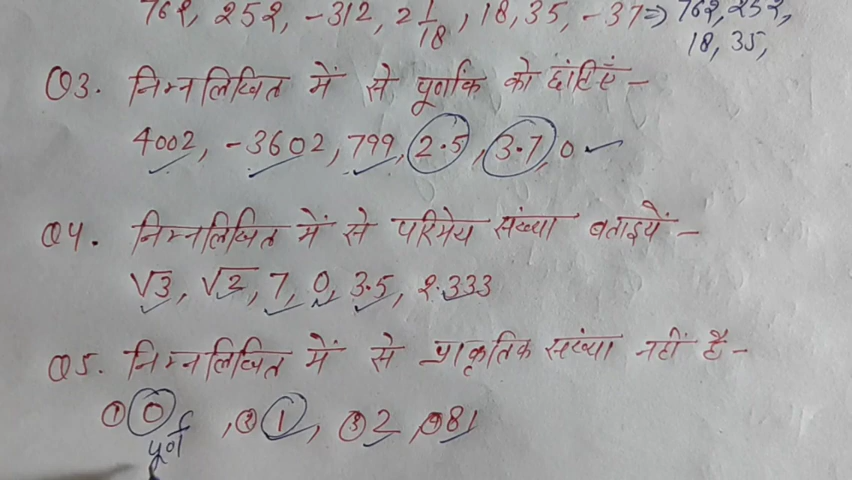 762, 252, -312, 2 1/18, 18, 35, -37 ⇒ 762, 252,
18, 35,
Q3. निम्नलिखित में से पूर्णांक को छांटिएँ -
4002, -3602, 799, 2.5, 3.7, 0
Q4. निम्नलिखित में से परिमेय संख्या बताइयें -
√3, √2, 7, 0, 3.5, 2.333
Q5. निम्नलिखित में से प्राकृतिक संख्या नहीं है -
① 0, ② 1, ③ 2, ④ 81
पूर्ण